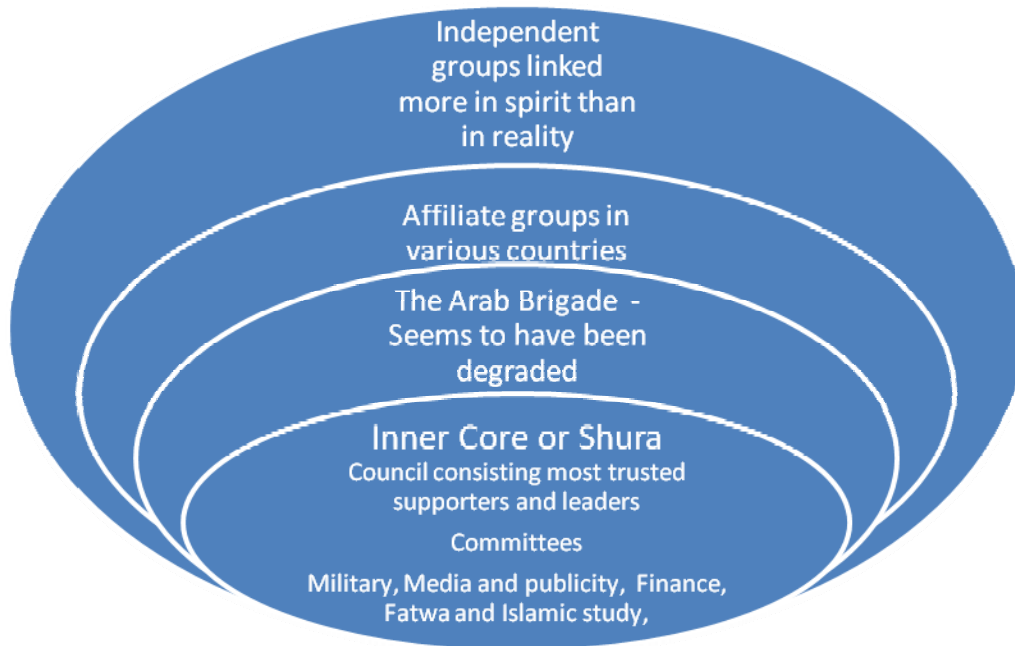 Independent
groups linked
more in spirit than
in reality
Affiliate groups in
various countries
The Arab Brigade -
Seems to have been
degraded
Inner Core or Shura
Council consisting most trusted
supporters and leaders
Committees
Military, Media and publicity, Finance,
Fatwa and Islamic study,